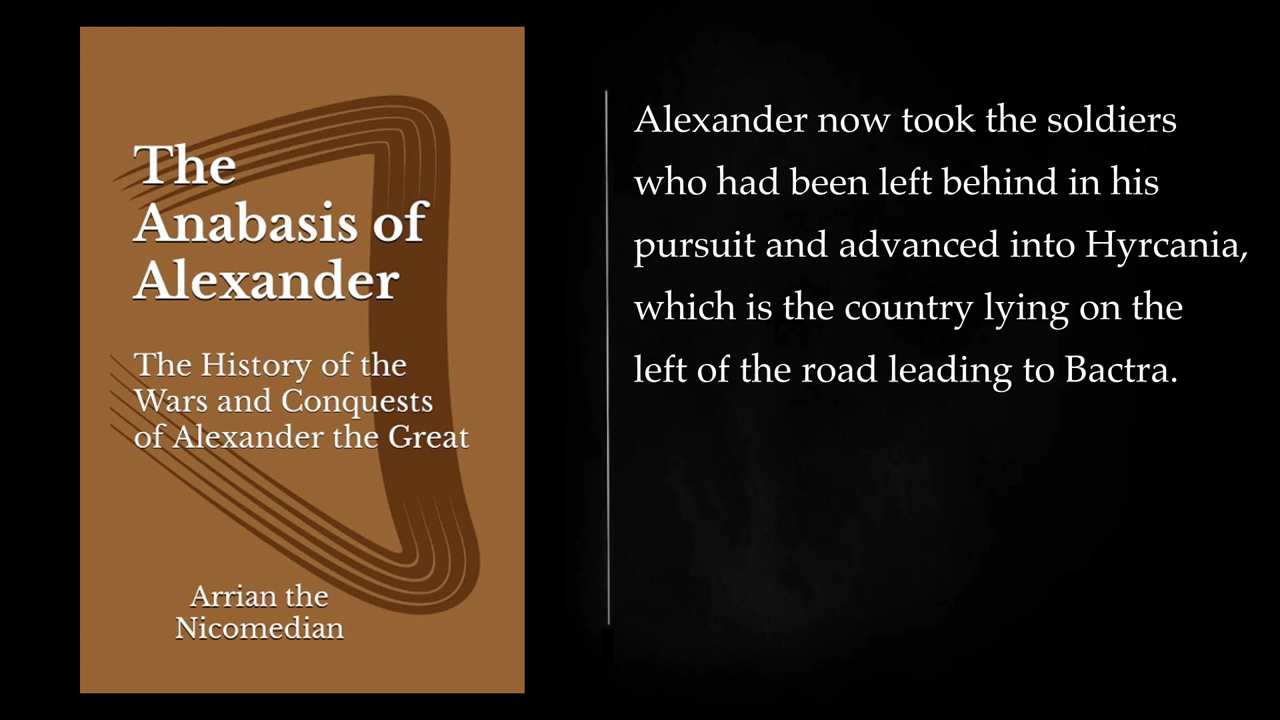 The
Anabasis of
Alexander
The History of the
Wars and Conquests
of Alexander the Great
Arrian the
Nicomedian
Alexander now took the soldiers
who had been left behind in his
pursuit and advanced into Hyrcania,
which is the country lying on the
left of the road leading to Bactra.